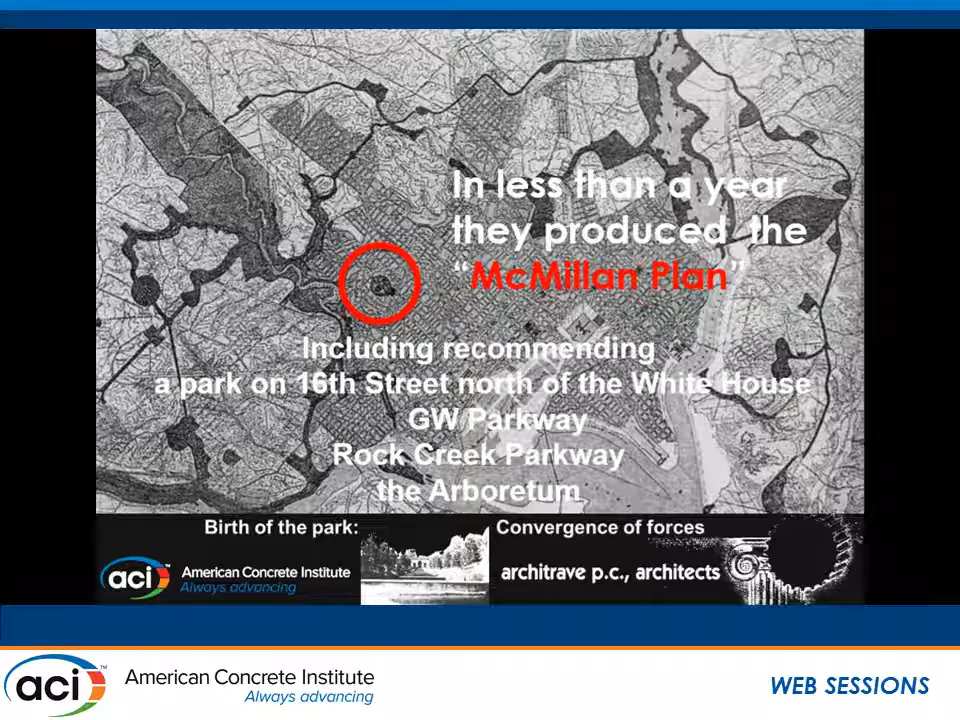 In less than a year
they produced the
“McMillan Plan”
Including recommending
a park on 16th Street north of the White House
GW Parkway
Rock Creek Parkway
the Arboretum
Birth of the park:
Convergence of forces
aci™
American Concrete Institute
Always advancing
architrave p.c., architects
aci™
American Concrete Institute
Always advancing
WEB SESSIONS